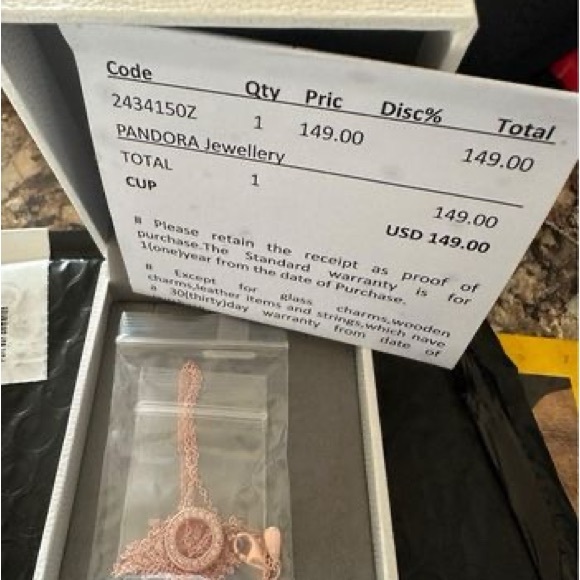 Code Qty Pric Disc% Total
2434150Z 1 149.00 149.00
PANDORA Jewellery
TOTAL 1 149.00
CUP USD 149.00
# Please retain the receipt as proof of
purchase.The Standard warranty is for
1(one)year from the date of Purchase.
# Except for glass charms,wooden
charms,leather items and strings,which have
a 30(thirty)day warranty from date of